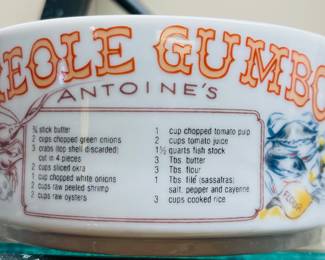 REOLE GUMBO
ANTOINE'S
¾ stick butter
2 cups chopped green onions
3 crabs (top shell discarded)
cut in 4 pieces
2 cups sliced okra
1 cup chopped white onions
2 cups raw peeled shrimp
2 cups raw oysters
1 cup chopped tomato pulp
2 cups tomato juice
1½ quarts fish stock
3 Tbs. butter
3 Tbs. flour
1 Tbs. filé (sassafras)
salt, pepper and cayenne
3 cups cooked rice